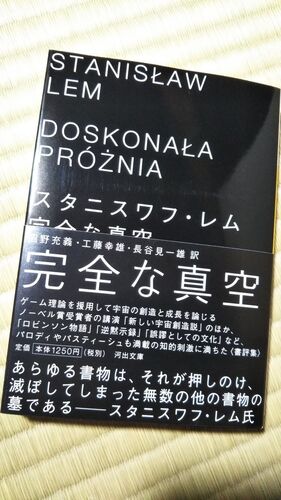 STANISŁAW
LEM
DOSKONAŁA
PRÓŻNIA
スタニスワフ・レム
完全な真空
沼野充義・工藤幸雄・長谷見一雄 訳
完全な真空
ゲーム理論を援用して宇宙の創造と成長を論じる
ノーベル賞受賞者の講演「新しい宇宙創造説」のほか、
「ロビンソン物語」「逆黙示録」「誤謬としての文化」など、
パロディやパスティーシュも満載の知的刺激に満ちた〈書評集〉
定価 本体1250円(税別) 河出文庫
あらゆる書物は、それが押しのけ、
滅ぼしてしまった無数の他の書物の
墓である――スタニスワフ・レム氏